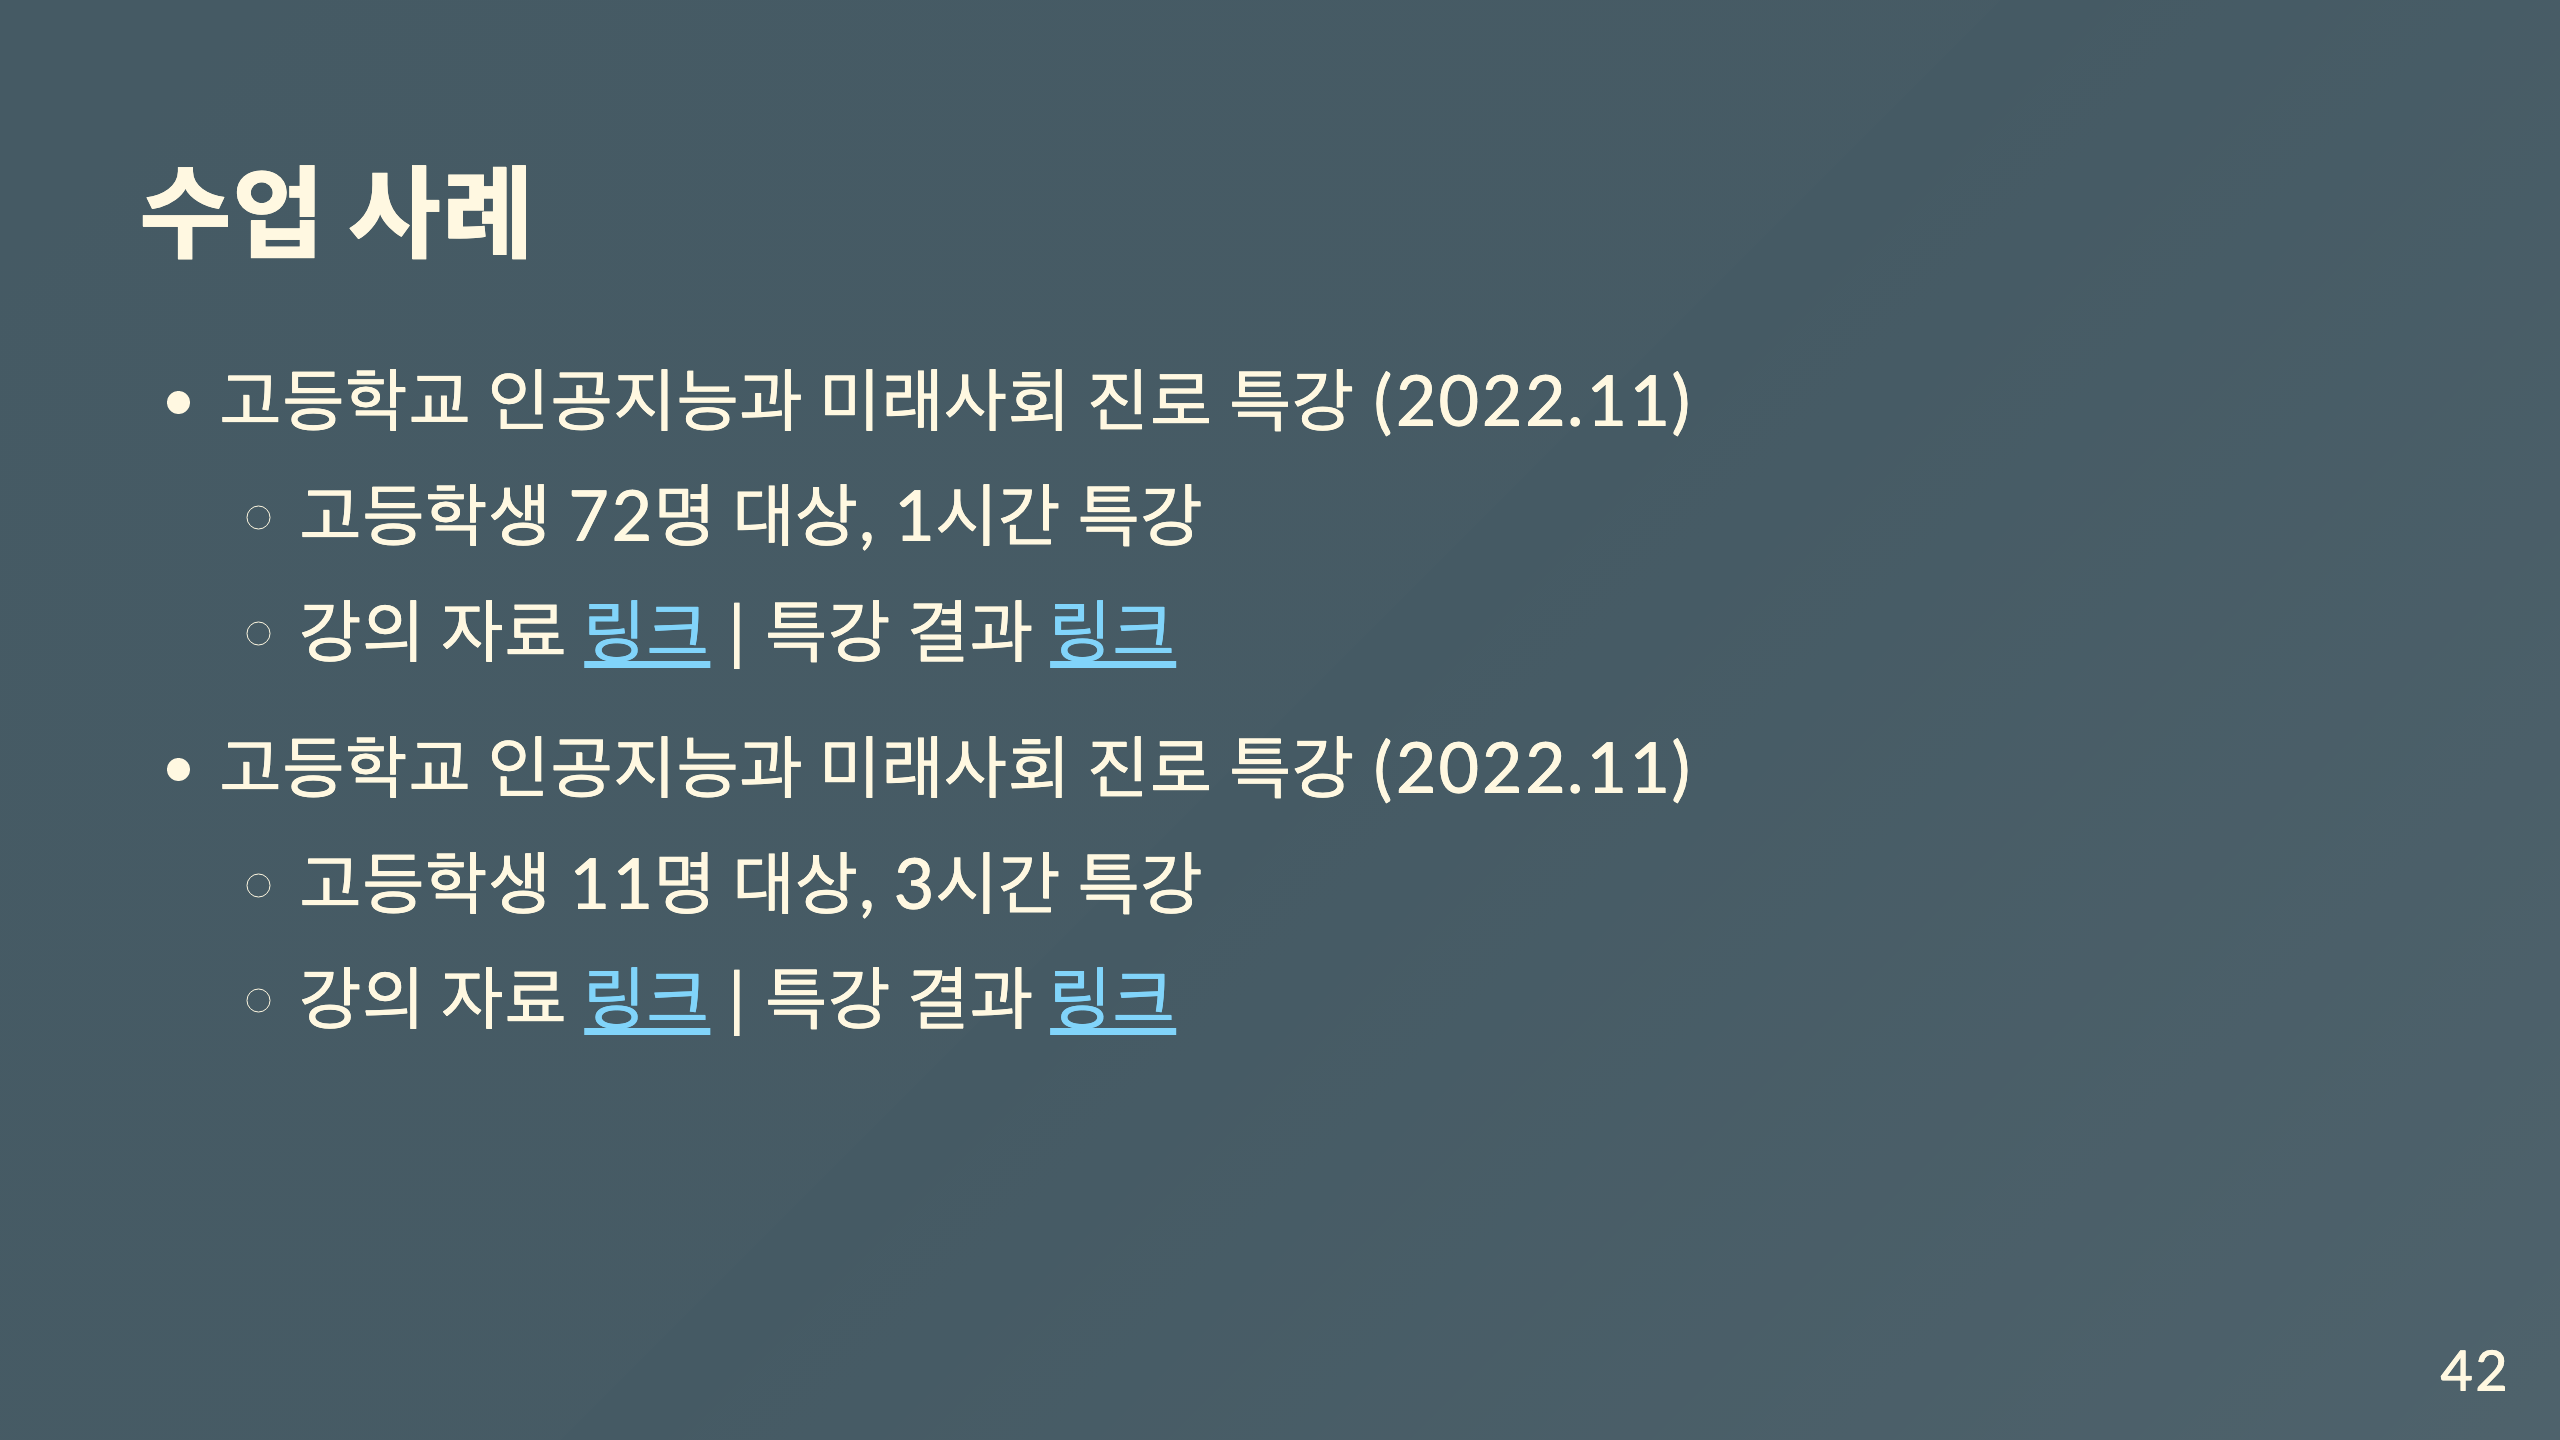 수업 사례
• 고등학교 인공지능과 미래사회 진로 특강 (2022.11)
○ 고등학생 72명 대상, 1시간 특강
○ 강의 자료 링크 | 특강 결과 링크
• 고등학교 인공지능과 미래사회 진로 특강 (2022.11)
○ 고등학생 11명 대상, 3시간 특강
○ 강의 자료 링크 | 특강 결과 링크
42